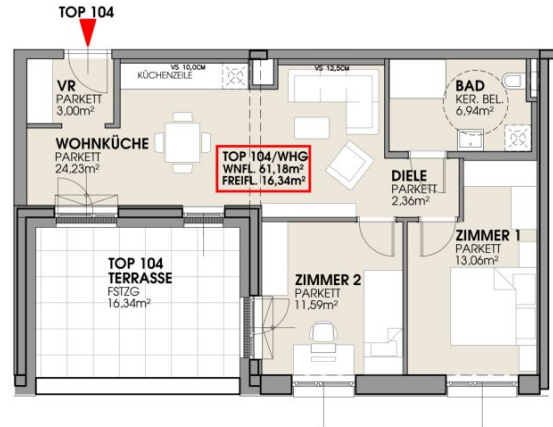 TOP 104
VR
PARKETT
3,00m²
VS 10,0CM
KÜCHENZEILE
VS 12,5CM
BAD
KER. BEL.
6,94m²
WOHNKÜCHE
PARKETT
24,23m²
TOP 104/WHG
WNFL. 61,18m²
FREIFL. 16,34m²
DIELE
PARKETT
2,36m²
ZIMMER 1
PARKETT
13,06m²
TOP 104
TERRASSE
FSTZG
16,34m²
ZIMMER 2
PARKETT
11,59m²